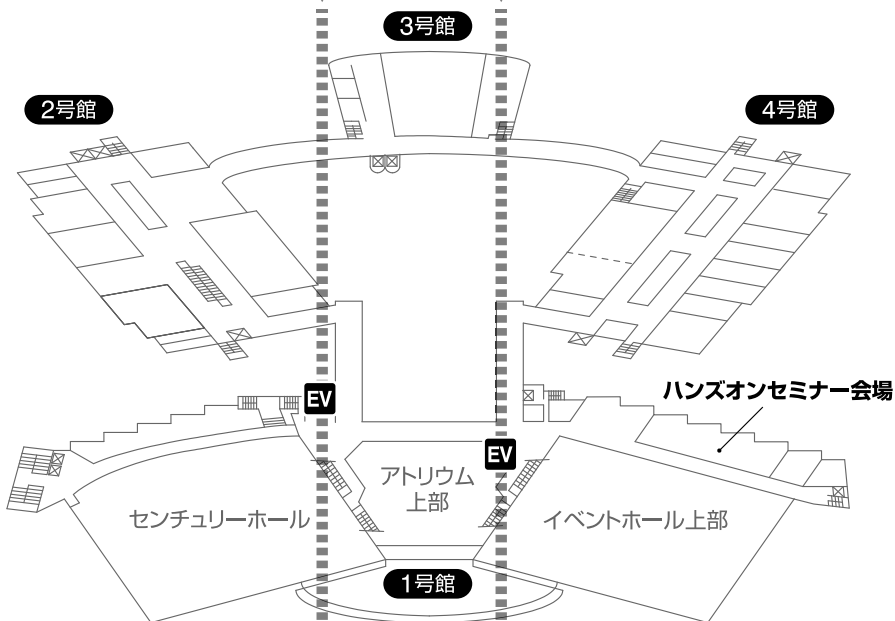 3号館
2号館
4号館
ハンズオンセミナー会場
EV
EV
アトリウム
上部
センチュリーホール
イベントホール上部
1号館